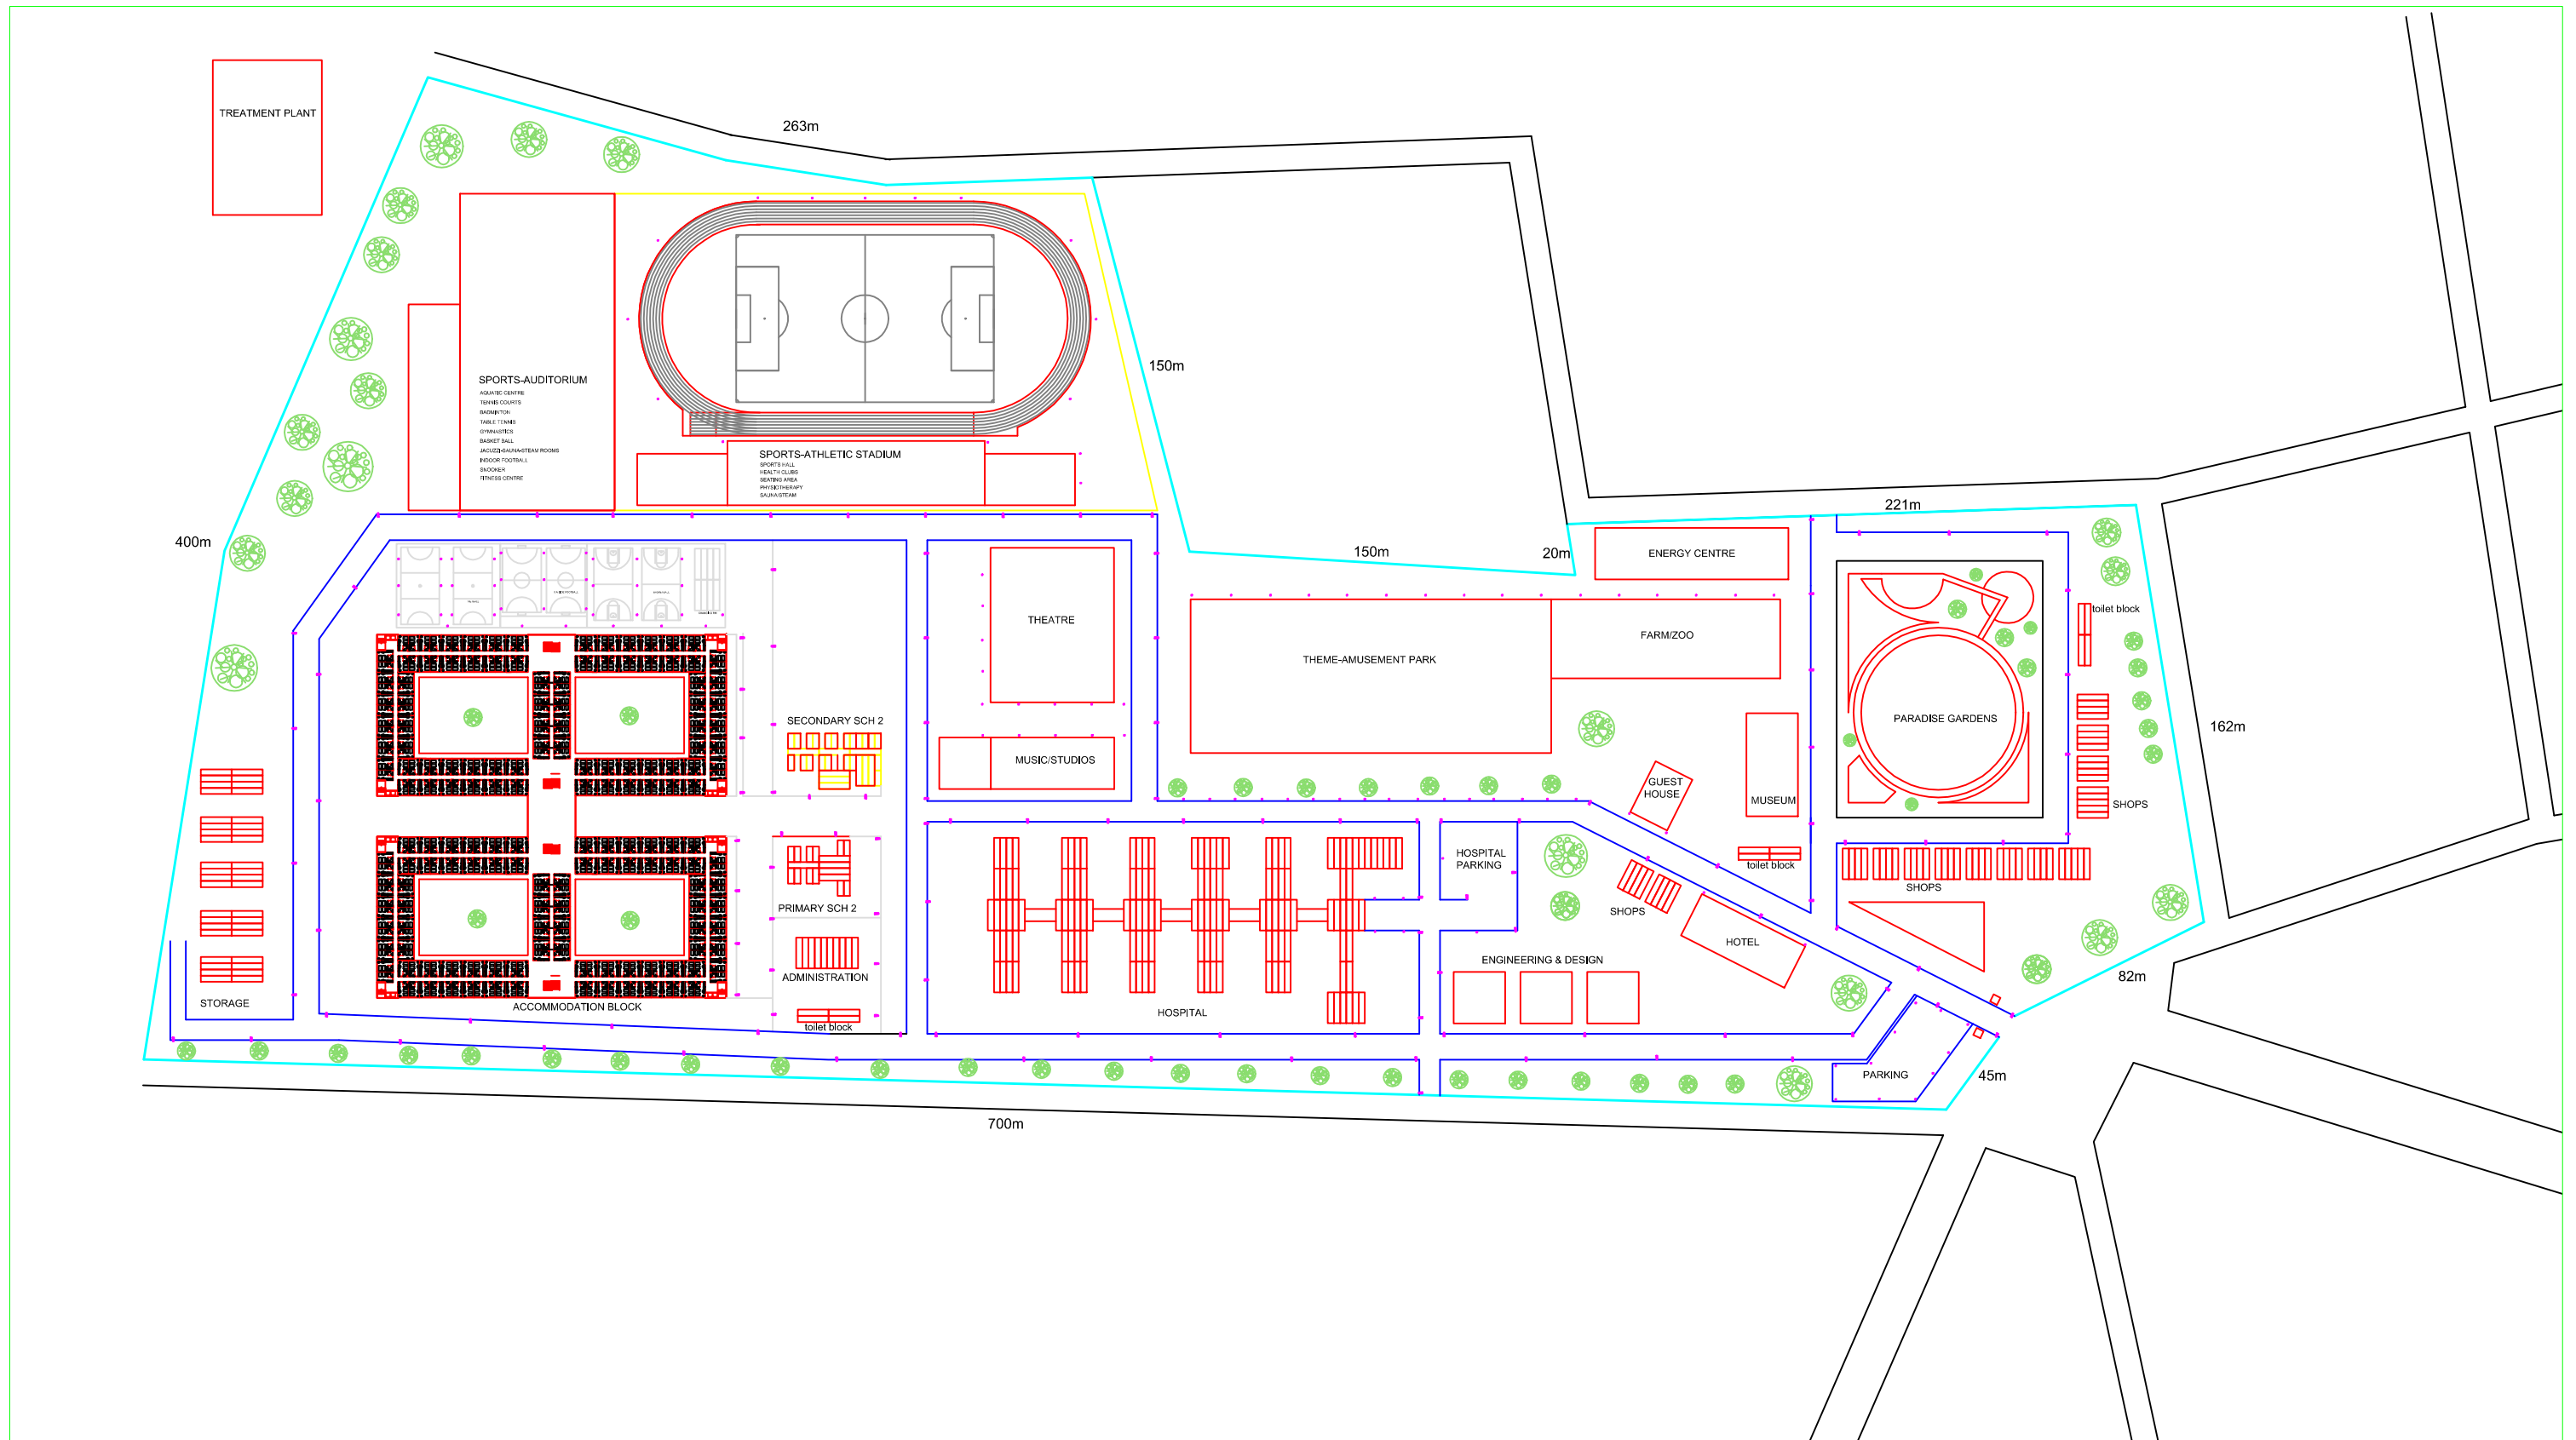 TREATMENT PLANT
263m
SPORTS-AUDITORIUM
AQUATIC CENTRE
TENNIS COURTS
BADMINTON
TABLE TENNIS
GYMNASTICS
BASKET BALL
JACUZZI-SAUNA-STEAM ROOMS
INDOOR FOOTBALL
SNOOKER
FITNESS CENTRE
150m
SPORTS-ATHLETIC STADIUM
SPORTS HALL
HEALTH CLUBS
SEATING AREA
PHYSIOTHERAPY
SAUNA/STEAM
400m
150m
20m
221m
ENERGY CENTRE
THEATRE
FARM/ZOO
THEME-AMUSEMENT PARK
toilet block
PARADISE GARDENS
162m
SECONDARY SCH 2
MUSIC/STUDIOS
GUEST
HOUSE
MUSEUM
SHOPS
HOSPITAL
PARKING
toilet block
SHOPS
PRIMARY SCH 2
SHOPS
HOTEL
ENGINEERING & DESIGN
ADMINISTRATION
82m
STORAGE
ACCOMMODATION BLOCK
HOSPITAL
toilet block
PARKING
45m
700m